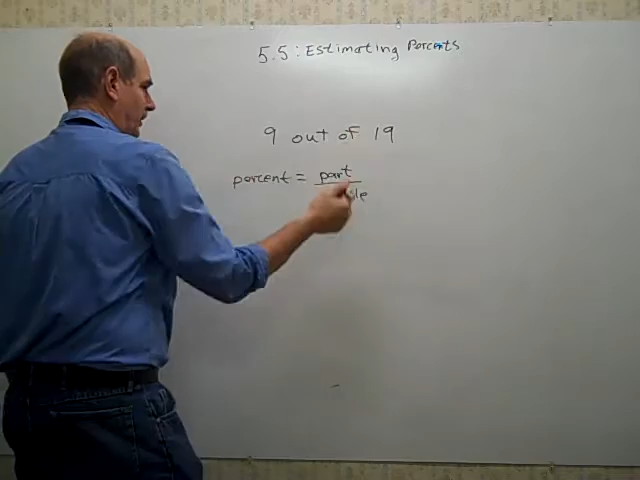 5.5: Estimating Percents
9 out of 19
percent = part